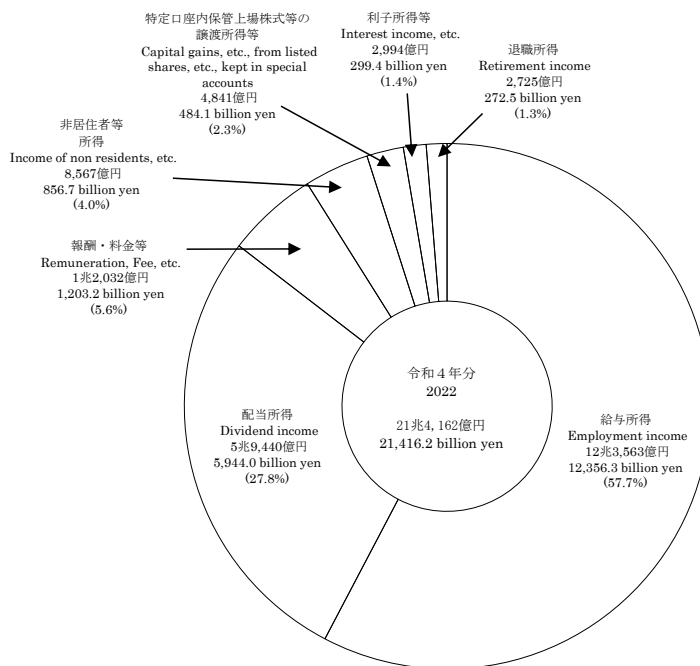 特定口座内保管上場株式等の
譲渡所得等
Capital gains, etc., from listed
shares, etc., kept in special
accounts
4,841億円
484.1 billion yen
(2.3%)
利子所得等
Interest income, etc.
2,994億円
299.4 billion yen
(1.4%)
退職所得
Retirement income
2,725億円
272.5 billion yen
(1.3%)
非居住者等
所得
Income of non residents, etc.
8,567億円
856.7 billion yen
(4.0%)
報酬・料金等
Remuneration, Fee, etc.
1兆2,032億円
1,203.2 billion yen
(5.6%)
令和４年分
2022
21兆4,162億円
21,416.2 billion yen
配当所得
Dividend income
5兆9,440億円
5,944.0 billion yen
(27.8%)
給与所得
Employment income
12兆3,563億円
12,356.3 billion yen
(57.7%)